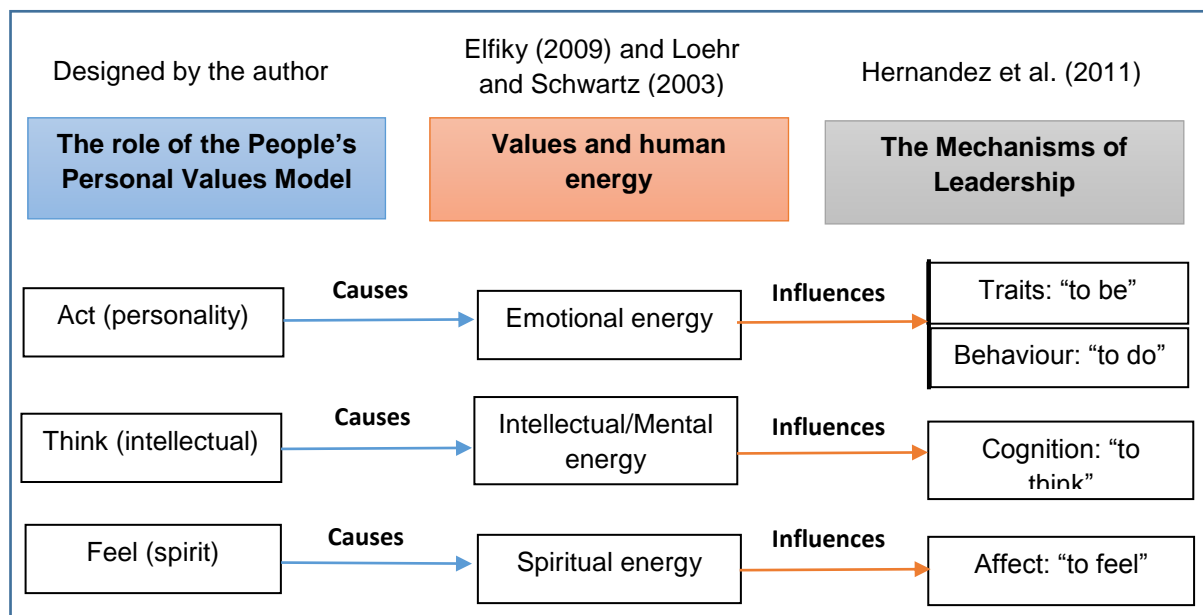 Designed by the author
Elfiky (2009) and Loehr
and Schwartz (2003)
Hernandez et al. (2011)
The role of the People’s
Personal Values Model
Values and human
energy
The Mechanisms of
Leadership
Act (personality)
Causes
Emotional energy
Influences
Traits: “to be”
Behaviour: “to do”
Think (intellectual)
Causes
Intellectual/Mental
energy
Influences
Cognition: “to
think”
Feel (spirit)
Causes
Spiritual energy
Influences
Affect: “to feel”